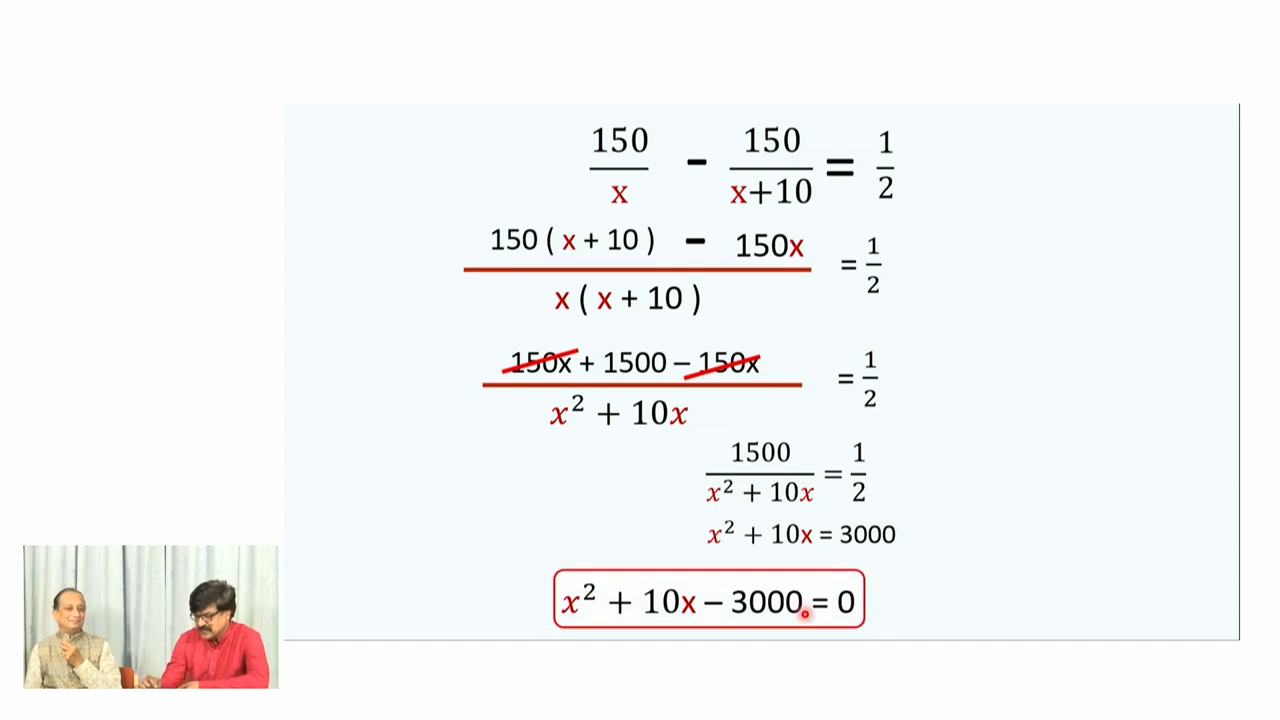 150/x - 150/x+10 = 1/2
150 ( x + 10 ) - 150x / x ( x + 10 ) = 1/2
150x + 1500 – 150x / x² + 10x = 1/2
1500 / x² + 10x = 1/2
x² + 10x = 3000
x² + 10x – 3000 = 0